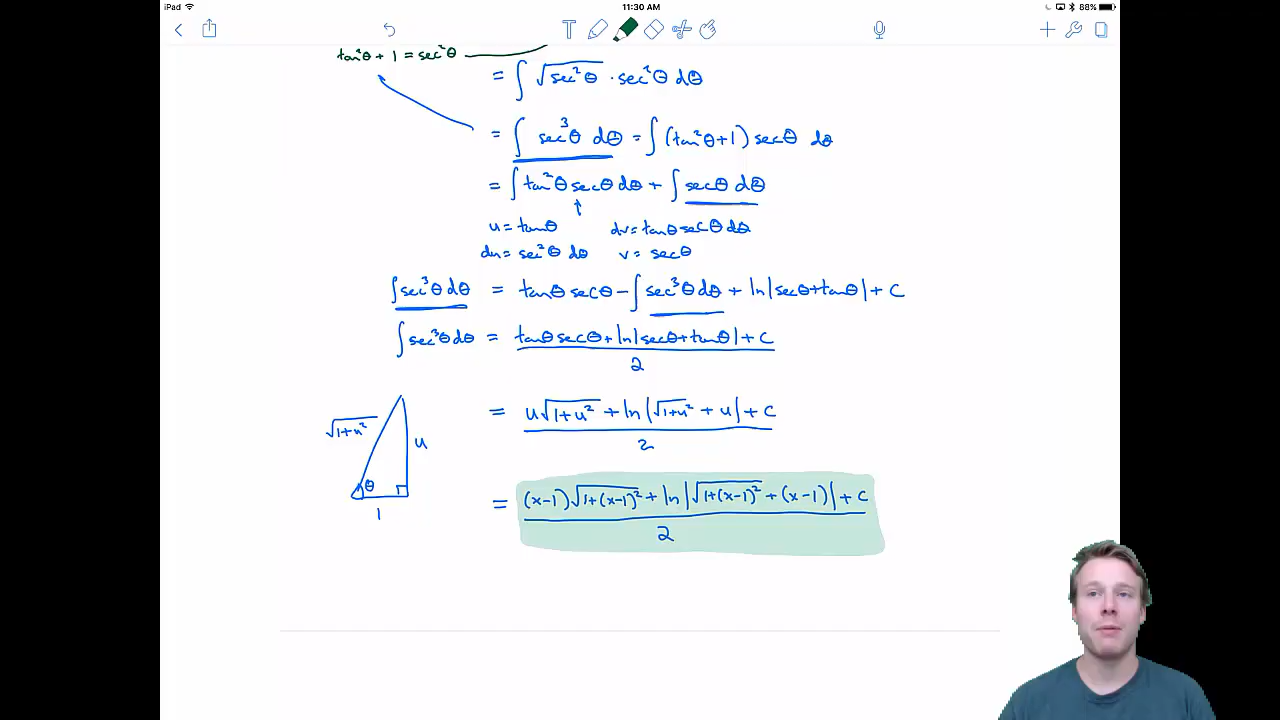 iPad 11:30 AM 88%
T
tan²θ + 1 = sec²θ
= ∫ √sec²θ · sec²θ dθ
= ∫ sec³θ dθ = ∫ (tan²θ+1) secθ dθ
= ∫ tan²θ secθ dθ + ∫ secθ dθ
u = tanθ dv = tanθ secθ dθ
du = sec²θ dθ v = secθ
∫ sec³θ dθ = tanθ secθ − ∫ sec³θ dθ + ln|secθ+tanθ| + C
∫ sec³θ dθ = tanθ secθ + ln|secθ+tanθ| + C
2
= u√1+u² + ln|√1+u² + u| + C
2
√1+u² u
θ
1
= (x−1)√1+(x−1)² + ln|√1+(x−1)² + (x−1)| + C
2